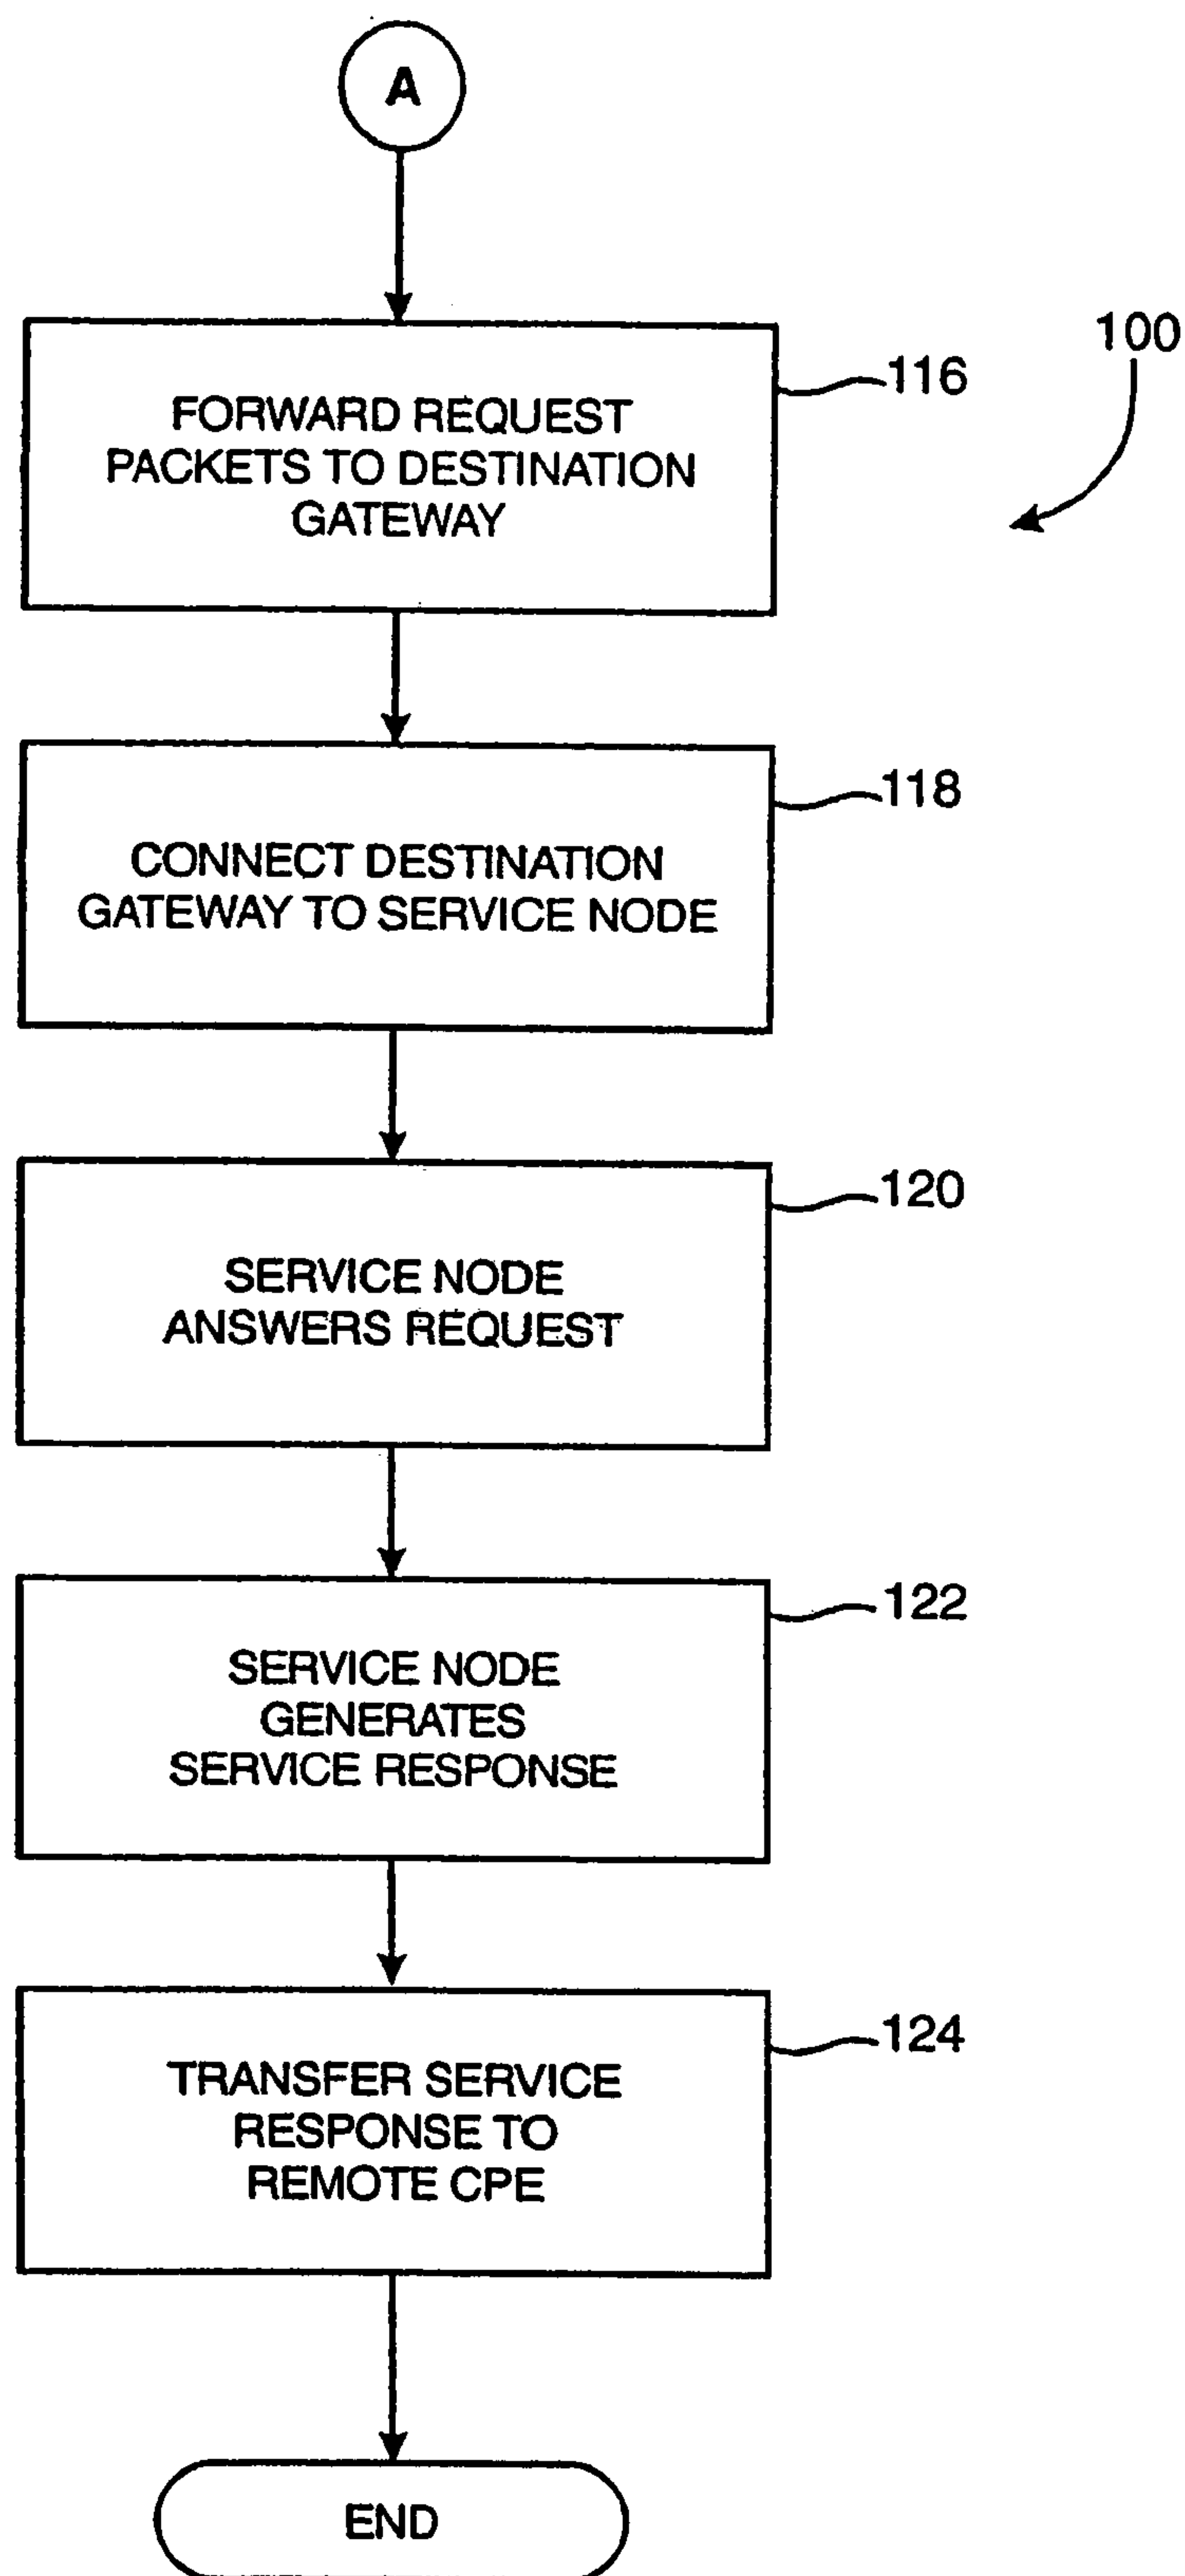 A
100
116
FORWARD REQUEST
PACKETS TO DESTINATION
GATEWAY
118
CONNECT DESTINATION
GATEWAY TO SERVICE NODE
120
SERVICE NODE
ANSWERS REQUEST
122
SERVICE NODE
GENERATES
SERVICE RESPONSE
124
TRANSFER SERVICE
RESPONSE TO
REMOTE CPE
END